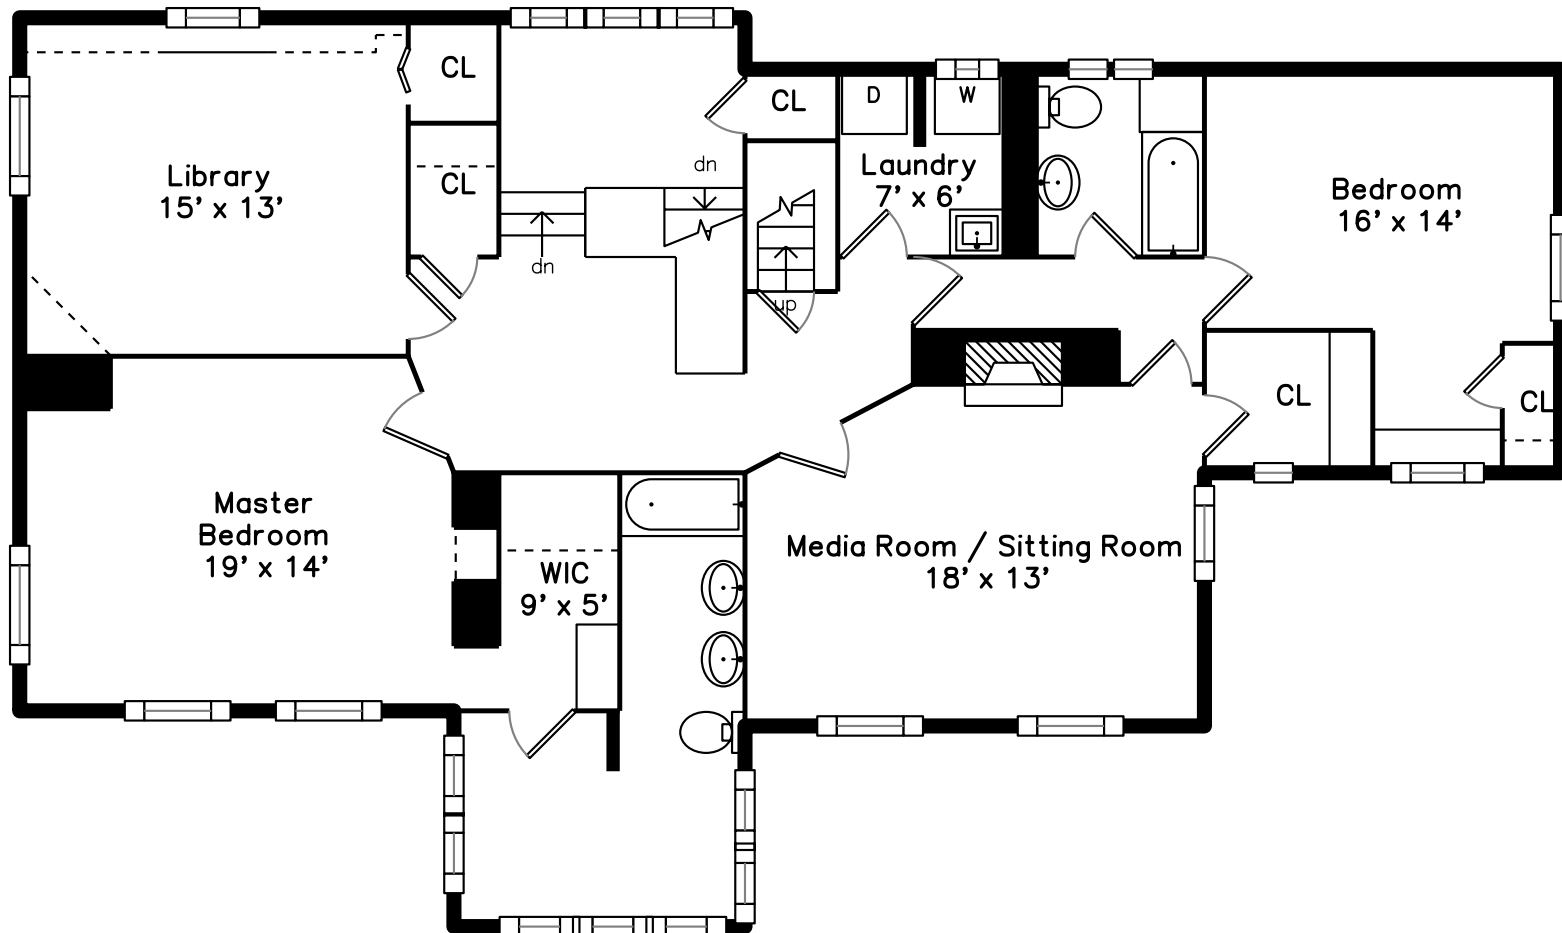 CL
CL
D
W
dn
Laundry
7' x 6'
Library
15' x 13'
CL
Bedroom
16' x 14'
dn
up
CL
CL
Master
Bedroom
19' x 14'
WIC
9' x 5'
Media Room / Sitting Room
18' x 13'